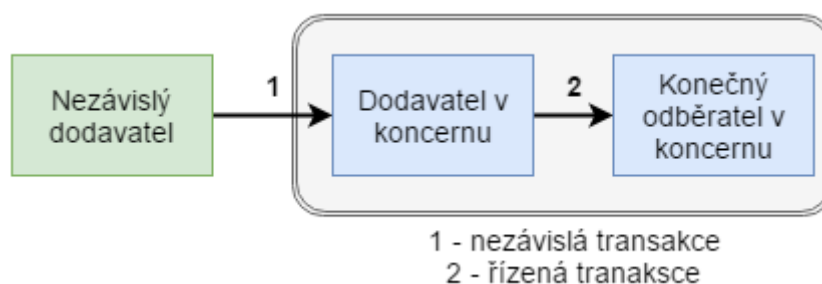 Nezávislý
dodavatel
1
Dodavatel v
koncernu
2
Konečný
odběratel v
koncernu
1 - nezávislá transakce
2 - řízená tranaksce